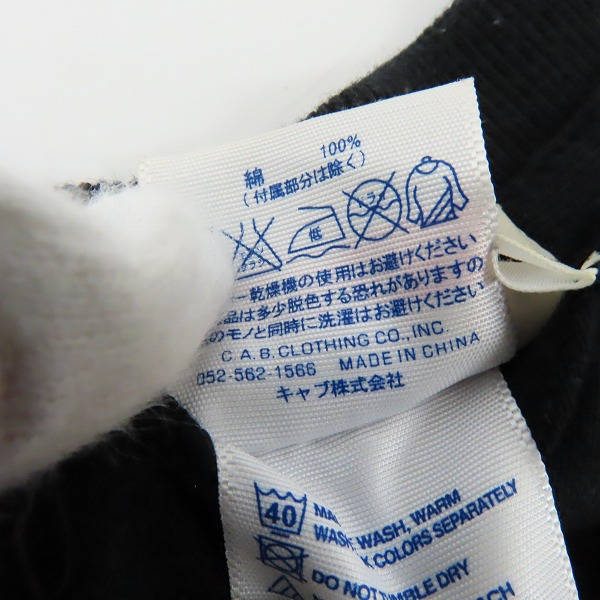 綿 100%
(付属部分は除く)
低
ー乾燥機の使用はお避けください
品は多少脱色する恐れがありますの
のモノと同時に洗濯はお避けください
C.A.B.CLOTHING CO., INC.
052-562-1566 MADE IN CHINA
キャブ株式会社
40
WASH, WASH, WARM
COLORS SEPARATELY
DO NOT TUMBLE DRY